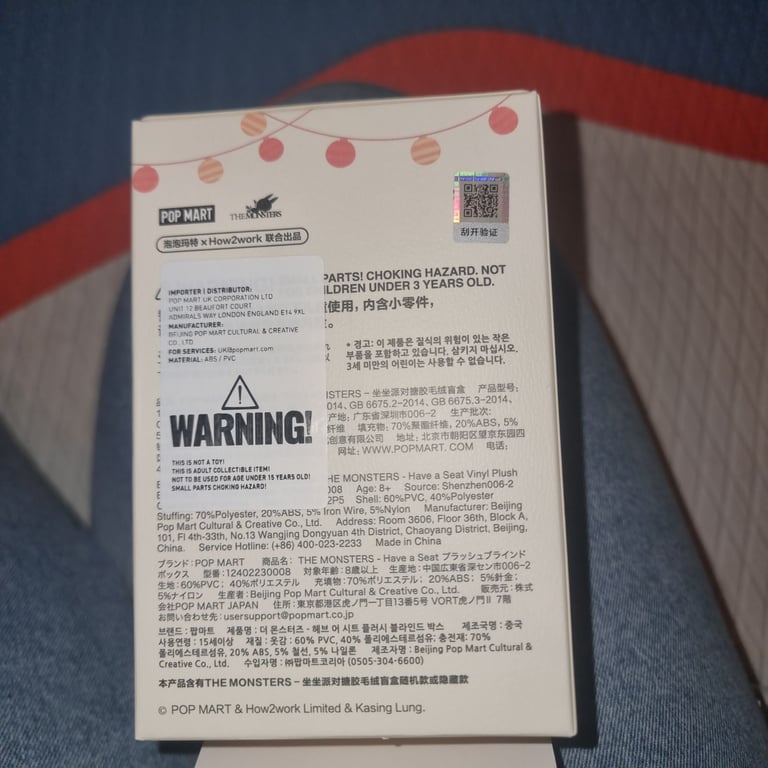 POP MART
THE MONSTERS
泡泡玛特 x How2work 联合出品
刮开验证
PARTS! CHOKING HAZARD. NOT
CHILDREN UNDER 3 YEARS OLD.
使用，内含小零件，
* 경고: 이 제품은 질식의 위험이 있는 작은
부품을 포함하고 있습니다. 삼키지 마십시오.
3세 미만의 어린이는 사용할 수 없습니다.
IMPORTER | DISTRIBUTOR:
POP MART UK CORPORATION LTD
UNIT 12 BEAUFORT COURT
ADMIRALS WAY LONDON ENGLAND E14 9XL
MANUFACTURER:
BEIJING POP MART CULTURAL & CREATIVE
CO., LTD
FOR SERVICES: UK@popmart.com
MATERIAL: ABS / PVC
WARNING!
THIS IS NOT A TOY!
THIS IS ADULT COLLECTIBLE ITEM!
NOT TO BE USED FOR AGE UNDER 15 YEARS OLD!
SMALL PARTS CHOKING HAZARD!
MONSTERS – 坐坐派对搪胶毛绒盲盒 产品型号：
014、GB 6675.2-2014、GB 6675.3-2014、
产地：广东省深圳市006-2 生产批次：
纤维 填充物：70%聚酯纤维，20%ABS，5%
创意有限公司 地址：北京市朝阳区望京东园四
网址：WWW.POPMART.COM 电话：
THE MONSTERS - Have a Seat Vinyl Plush
008 Age: 8+ Source: Shenzhen006-2
2P5 Shell: 60%PVC, 40%Polyester
Stuffing: 70%Polyester, 20%ABS, 5% Iron Wire, 5%Nylon Manufacturer: Beijing
Pop Mart Cultural & Creative Co., Ltd. Address: Room 3606, Floor 36th, Block A,
101, Fl 4th-33th, No.13 Wangjing Dongyuan 4th District, Chaoyang District, Beijing,
China. Service Hotline: (+86) 400-023-2233 Made in China
ブランド：POP MART 商品名： THE MONSTERS - Have a Seat プラッシュブラインド
ボックス 型番：12402230008 対象年齢：8歳以上 生産地：中国広東省深セン市006-2
生地：60%PVC； 40%ポリエステル 充填物：70%ポリエステル； 20%ABS； 5%針金；
5%ナイロン 生産者：Beijing Pop Mart Cultural & Creative Co., Ltd. 販売元：株式
会社POP MART JAPAN 住所：東京都港区虎ノ門一丁目13番5号 VORT虎ノ門Ⅱ 7階
お問い合わせ先：usersupport@popmart.co.jp
브랜드 : 팝마트 제품명 : 더 몬스터즈 - 해브 어 시트 플러시 블라인드 박스 제조국명 : 중국
사용연령 : 15세이상 재질 : 옷감 : 60% PVC, 40% 폴리에스테르섬유; 충전재: 70%
폴리에스테르섬유, 20% ABS, 5% 철선, 5% 나일론 제조자명 : Beijing Pop Mart Cultural &
Creative Co., Ltd. 수입자명 : ㈜팝마트코리아 (0505-304-6600)
本产品含有THE MONSTERS – 坐坐派对搪胶毛绒盲盒随机款或隐藏款
© POP MART & How2work Limited & Kasing Lung.